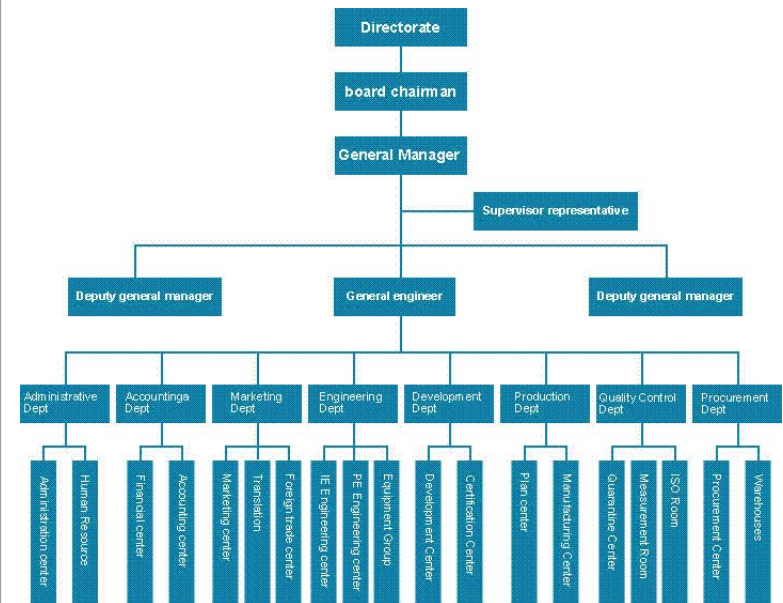 Directorate
board chairman
General Manager
Supervisor representative
Deputy general manager
General engineer
Deputy general manager
Administrative
Dept
Accountinga
Dept
Marketing
Dept
Engineering
Dept
Development
Dept
Production
Dept
Quality Control
Dept
Procurement
Dept
Administration center
Human Resource
Financial center
Accounting center
Marketing center
Translation
Foreign trade center
IE Engineering center
PE Engineering center
Equipment Group
Development Center
Certification Center
Plan center
Manufacturing Center
Quarantine Center
Measurement Room
ISO Room
Procurement Center
Warehouses